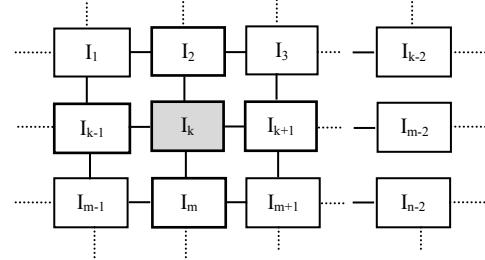 I₁ I₂ I₃ Iₖ₋₂
Iₖ₋₁ Iₖ Iₖ₊₁ Iₘ₋₂
Iₘ₋₁ Iₘ Iₘ₊₁ Iₙ₋₂